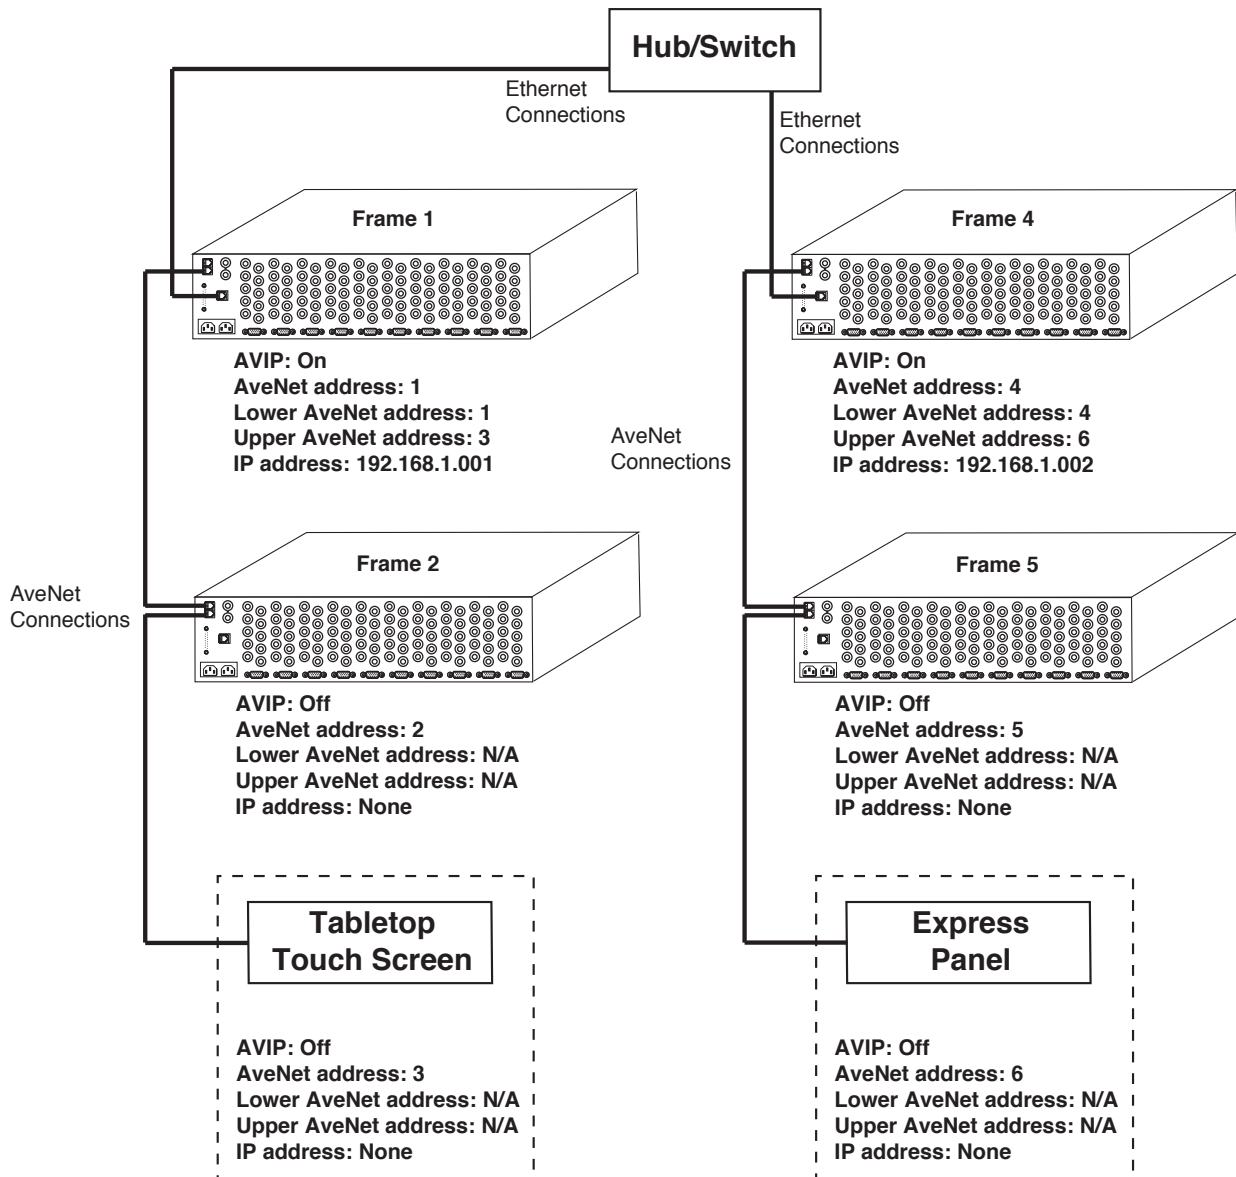 Hub/Switch
Ethernet
Connections
Ethernet
Connections
Frame 1
AVIP: On
AveNet address: 1
Lower AveNet address: 1
Upper AveNet address: 3
IP address: 192.168.1.001
Frame 4
AVIP: On
AveNet address: 4
Lower AveNet address: 4
Upper AveNet address: 6
IP address: 192.168.1.002
AveNet
Connections
AveNet
Connections
Frame 2
AVIP: Off
AveNet address: 2
Lower AveNet address: N/A
Upper AveNet address: N/A
IP address: None
Frame 5
AVIP: Off
AveNet address: 5
Lower AveNet address: N/A
Upper AveNet address: N/A
IP address: None
Tabletop
Touch Screen
AVIP: Off
AveNet address: 3
Lower AveNet address: N/A
Upper AveNet address: N/A
IP address: None
Express
Panel
AVIP: Off
AveNet address: 6
Lower AveNet address: N/A
Upper AveNet address: N/A
IP address: None